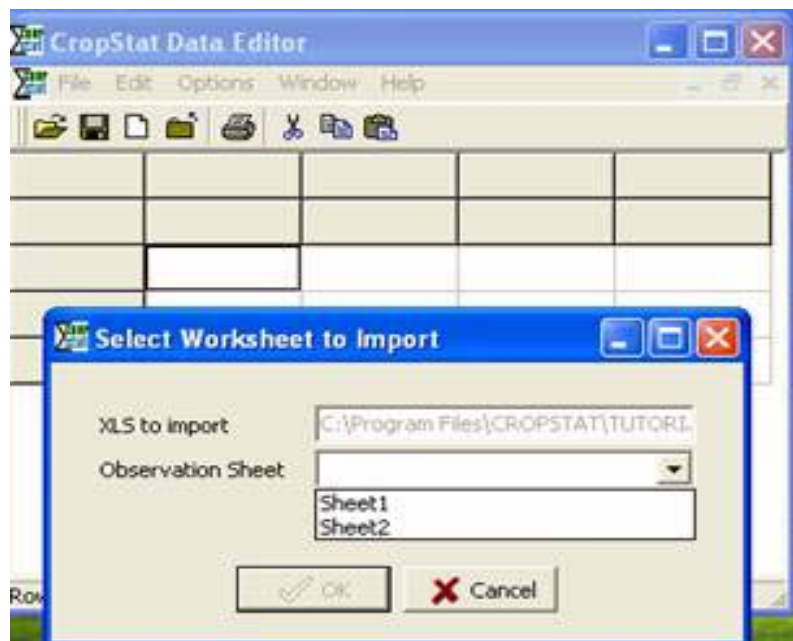 CropStat Data Editor
File Edit Options Window Help
Select Worksheet to Import
XLS to import C:\Program Files\CROPSTAT\TUTORI
Observation Sheet
Sheet1
Sheet2
OK Cancel
Row